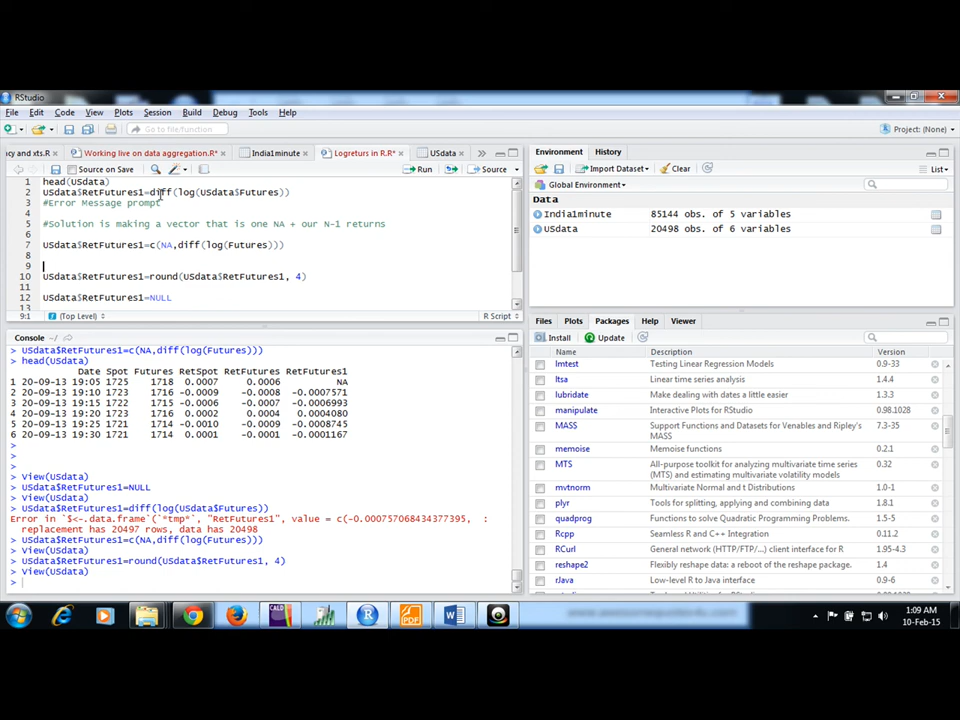 RStudio
File Edit Code View Plots Session Build Debug Tools Help
Go to file/function
Project: (None)
cy and xts.R × Working live on data aggregation.R* × India1minute × Logreturs in R.R* × USdata »
Source on Save Run Source
1 head(USdata)
2 USdata$RetFutures1=diff(log(USdata$Futures))
3 #Error Message prompt
4
5 #Solution is making a vector that is one NA + our N-1 returns
6
7 USdata$RetFutures1=c(NA,diff(log(Futures)))
8
9
10 USdata$RetFutures1=round(USdata$RetFutures1, 4)
11
12 USdata$RetFutures1=NULL
13
9:1 (Top Level) R Script
Console ~/
> USdata$RetFutures1=c(NA,diff(log(Futures)))
> head(USdata)
Date Spot Futures RetSpot RetFutures RetFutures1
1 20-09-13 19:05 1725 1718 0.0007 0.0006 NA
2 20-09-13 19:10 1723 1716 -0.0009 -0.0008 -0.0007571
3 20-09-13 19:15 1722 1715 -0.0006 -0.0007 -0.0006993
4 20-09-13 19:20 1723 1716 0.0002 0.0004 0.0004080
5 20-09-13 19:25 1721 1714 -0.0010 -0.0009 -0.0008745
6 20-09-13 19:30 1721 1714 0.0001 -0.0001 -0.0001167
>
>
>
> View(USdata)
> USdata$RetFutures1=NULL
> View(USdata)
> USdata$RetFutures1=diff(log(USdata$Futures))
Error in `$<-.data.frame`(`*tmp*`, "RetFutures1", value = c(-0.000757068434377395, :
replacement has 20497 rows, data has 20498
> USdata$RetFutures1=c(NA,diff(log(Futures)))
> View(USdata)
> USdata$RetFutures1=round(USdata$RetFutures1, 4)
> View(USdata)
>
Environment History
Import Dataset Clear List
Global Environment
Data
India1minute 85144 obs. of 5 variables
USdata 20498 obs. of 6 variables
Files Plots Packages Help Viewer
Install Update
Name Description Version
lmtest Testing Linear Regression Models 0.9-33
ltsa Linear time series analysis 1.4.4
lubridate Make dealing with dates a little easier 1.3.3
manipulate Interactive Plots for RStudio 0.98.1028
MASS Support Functions and Datasets for Venables and Ripley's MASS 7.3-35
memoise Memoise functions 0.2.1
MTS All-purpose toolkit for analyzing multivariate time series (MTS) and estimating multivariate volatility models 0.32
mvtnorm Multivariate Normal and t Distributions 1.0-1
plyr Tools for splitting, applying and combining data 1.8.1
quadprog Functions to solve Quadratic Programming Problems. 1.5-5
Rcpp Seamless R and C++ Integration 0.11.3
RCurl General network (HTTP/FTP/...) client interface for R 1.95-4.3
reshape2 Flexibly reshape data: a reboot of the reshape package. 1.4
rJava Low-level R to Java interface 0.9-6
CALD
PDF
1:09 AM
10-Feb-15